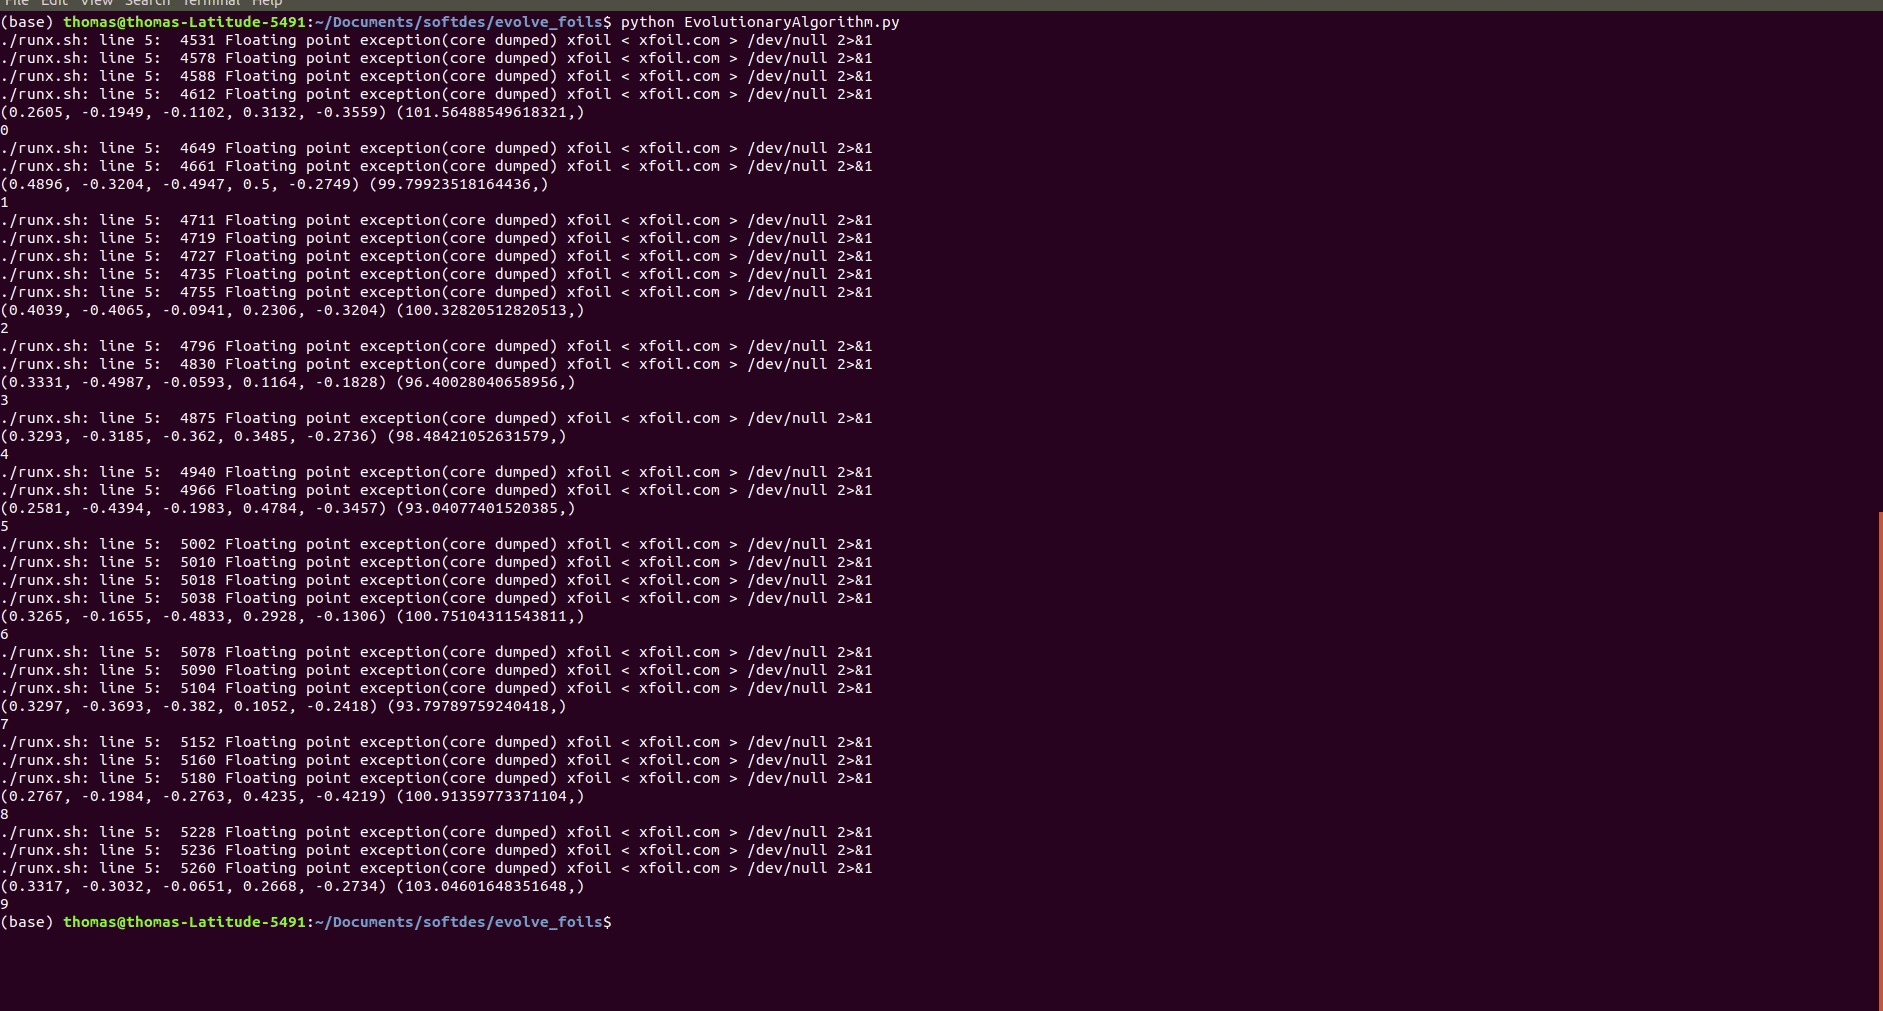 File Edit View Search Terminal Help
(base) thomas@thomas-Latitude-5491:~/Documents/softdes/evolve_foils$ python EvolutionaryAlgorithm.py
./runx.sh: line 5:  4531 Floating point exception(core dumped) xfoil < xfoil.com > /dev/null 2>&1
./runx.sh: line 5:  4578 Floating point exception(core dumped) xfoil < xfoil.com > /dev/null 2>&1
./runx.sh: line 5:  4588 Floating point exception(core dumped) xfoil < xfoil.com > /dev/null 2>&1
./runx.sh: line 5:  4612 Floating point exception(core dumped) xfoil < xfoil.com > /dev/null 2>&1
(0.2605, -0.1949, -0.1102, 0.3132, -0.3559) (101.56488549618321,)
0
./runx.sh: line 5:  4649 Floating point exception(core dumped) xfoil < xfoil.com > /dev/null 2>&1
./runx.sh: line 5:  4661 Floating point exception(core dumped) xfoil < xfoil.com > /dev/null 2>&1
(0.4896, -0.3204, -0.4947, 0.5, -0.2749) (99.79923518164436,)
1
./runx.sh: line 5:  4711 Floating point exception(core dumped) xfoil < xfoil.com > /dev/null 2>&1
./runx.sh: line 5:  4719 Floating point exception(core dumped) xfoil < xfoil.com > /dev/null 2>&1
./runx.sh: line 5:  4727 Floating point exception(core dumped) xfoil < xfoil.com > /dev/null 2>&1
./runx.sh: line 5:  4735 Floating point exception(core dumped) xfoil < xfoil.com > /dev/null 2>&1
./runx.sh: line 5:  4755 Floating point exception(core dumped) xfoil < xfoil.com > /dev/null 2>&1
(0.4039, -0.4065, -0.0941, 0.2306, -0.3204) (100.32820512820513,)
2
./runx.sh: line 5:  4796 Floating point exception(core dumped) xfoil < xfoil.com > /dev/null 2>&1
./runx.sh: line 5:  4830 Floating point exception(core dumped) xfoil < xfoil.com > /dev/null 2>&1
(0.3331, -0.4987, -0.0593, 0.1164, -0.1828) (96.40028040658956,)
3
./runx.sh: line 5:  4875 Floating point exception(core dumped) xfoil < xfoil.com > /dev/null 2>&1
(0.3293, -0.3185, -0.362, 0.3485, -0.2736) (98.48421052631579,)
4
./runx.sh: line 5:  4940 Floating point exception(core dumped) xfoil < xfoil.com > /dev/null 2>&1
./runx.sh: line 5:  4966 Floating point exception(core dumped) xfoil < xfoil.com > /dev/null 2>&1
(0.2581, -0.4394, -0.1983, 0.4784, -0.3457) (93.04077401520385,)
5
./runx.sh: line 5:  5002 Floating point exception(core dumped) xfoil < xfoil.com > /dev/null 2>&1
./runx.sh: line 5:  5010 Floating point exception(core dumped) xfoil < xfoil.com > /dev/null 2>&1
./runx.sh: line 5:  5018 Floating point exception(core dumped) xfoil < xfoil.com > /dev/null 2>&1
./runx.sh: line 5:  5038 Floating point exception(core dumped) xfoil < xfoil.com > /dev/null 2>&1
(0.3265, -0.1655, -0.4833, 0.2928, -0.1306) (100.75104311543811,)
6
./runx.sh: line 5:  5078 Floating point exception(core dumped) xfoil < xfoil.com > /dev/null 2>&1
./runx.sh: line 5:  5090 Floating point exception(core dumped) xfoil < xfoil.com > /dev/null 2>&1
./runx.sh: line 5:  5104 Floating point exception(core dumped) xfoil < xfoil.com > /dev/null 2>&1
(0.3297, -0.3693, -0.382, 0.1052, -0.2418) (93.79789759240418,)
7
./runx.sh: line 5:  5152 Floating point exception(core dumped) xfoil < xfoil.com > /dev/null 2>&1
./runx.sh: line 5:  5160 Floating point exception(core dumped) xfoil < xfoil.com > /dev/null 2>&1
./runx.sh: line 5:  5180 Floating point exception(core dumped) xfoil < xfoil.com > /dev/null 2>&1
(0.2767, -0.1984, -0.2763, 0.4235, -0.4219) (100.91359773371104,)
8
./runx.sh: line 5:  5228 Floating point exception(core dumped) xfoil < xfoil.com > /dev/null 2>&1
./runx.sh: line 5:  5236 Floating point exception(core dumped) xfoil < xfoil.com > /dev/null 2>&1
./runx.sh: line 5:  5260 Floating point exception(core dumped) xfoil < xfoil.com > /dev/null 2>&1
(0.3317, -0.3032, -0.0651, 0.2668, -0.2734) (103.04601648351648,)
9
(base) thomas@thomas-Latitude-5491:~/Documents/softdes/evolve_foils$